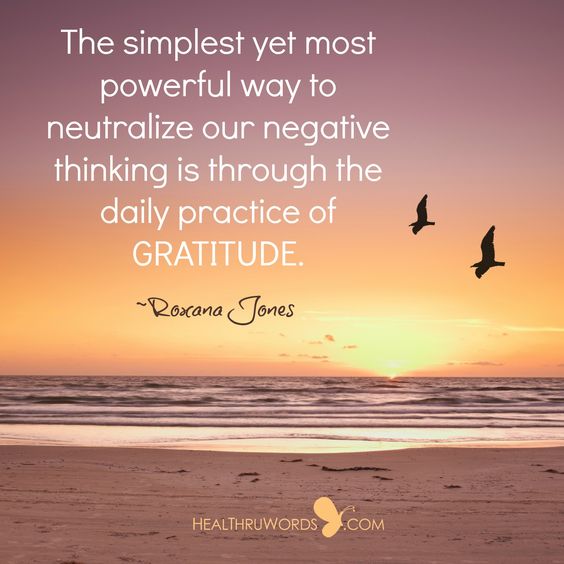 The simplest yet most
powerful way to
neutralize our negative
thinking is through the
daily practice of
GRATITUDE.
~Roxana Jones
HEALTHRUWORDS.COM